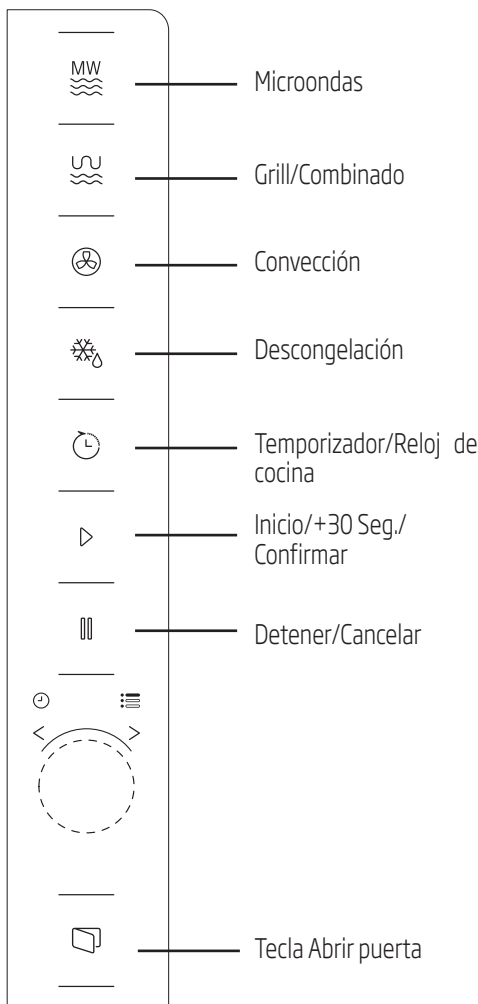 MW
Microondas
Grill/Combinado
Convección
Descongelación
Temporizador/Reloj de
cocina
Inicio/+30 Seg./
Confirmar
Detener/Cancelar
Tecla Abrir puerta